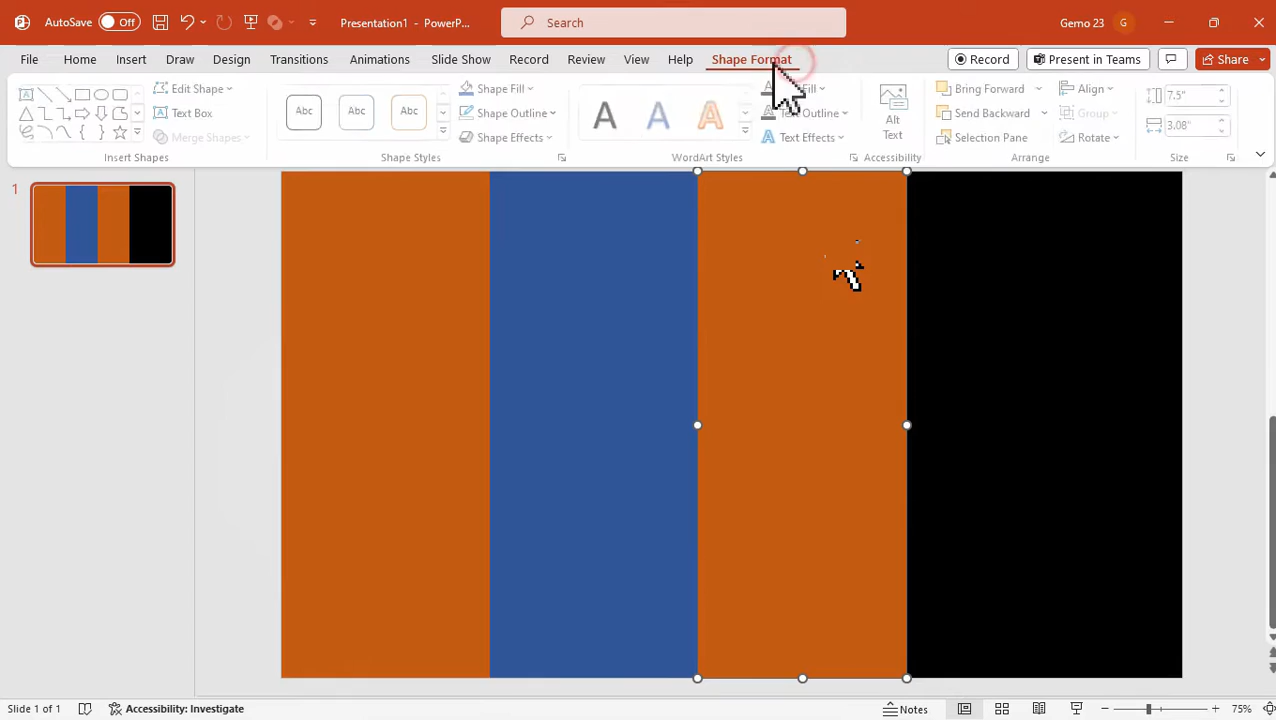 AutoSave Off Presentation1 - PowerP... Search Gemo 23 G
File Home Insert Draw Design Transitions Animations Slide Show Record Review View Help Shape Format Record Present in Teams Share
Edit Shape Shape Fill Fill Bring Forward Align 7.5"
Text Box Abc Abc Abc Shape Outline A A A Outline Alt Text Send Backward Group 3.08"
Merge Shapes Shape Effects A Text Effects Selection Pane Rotate
Insert Shapes Shape Styles WordArt Styles Accessibility Arrange Size
1
Slide 1 of 1 Accessibility: Investigate Notes 75%